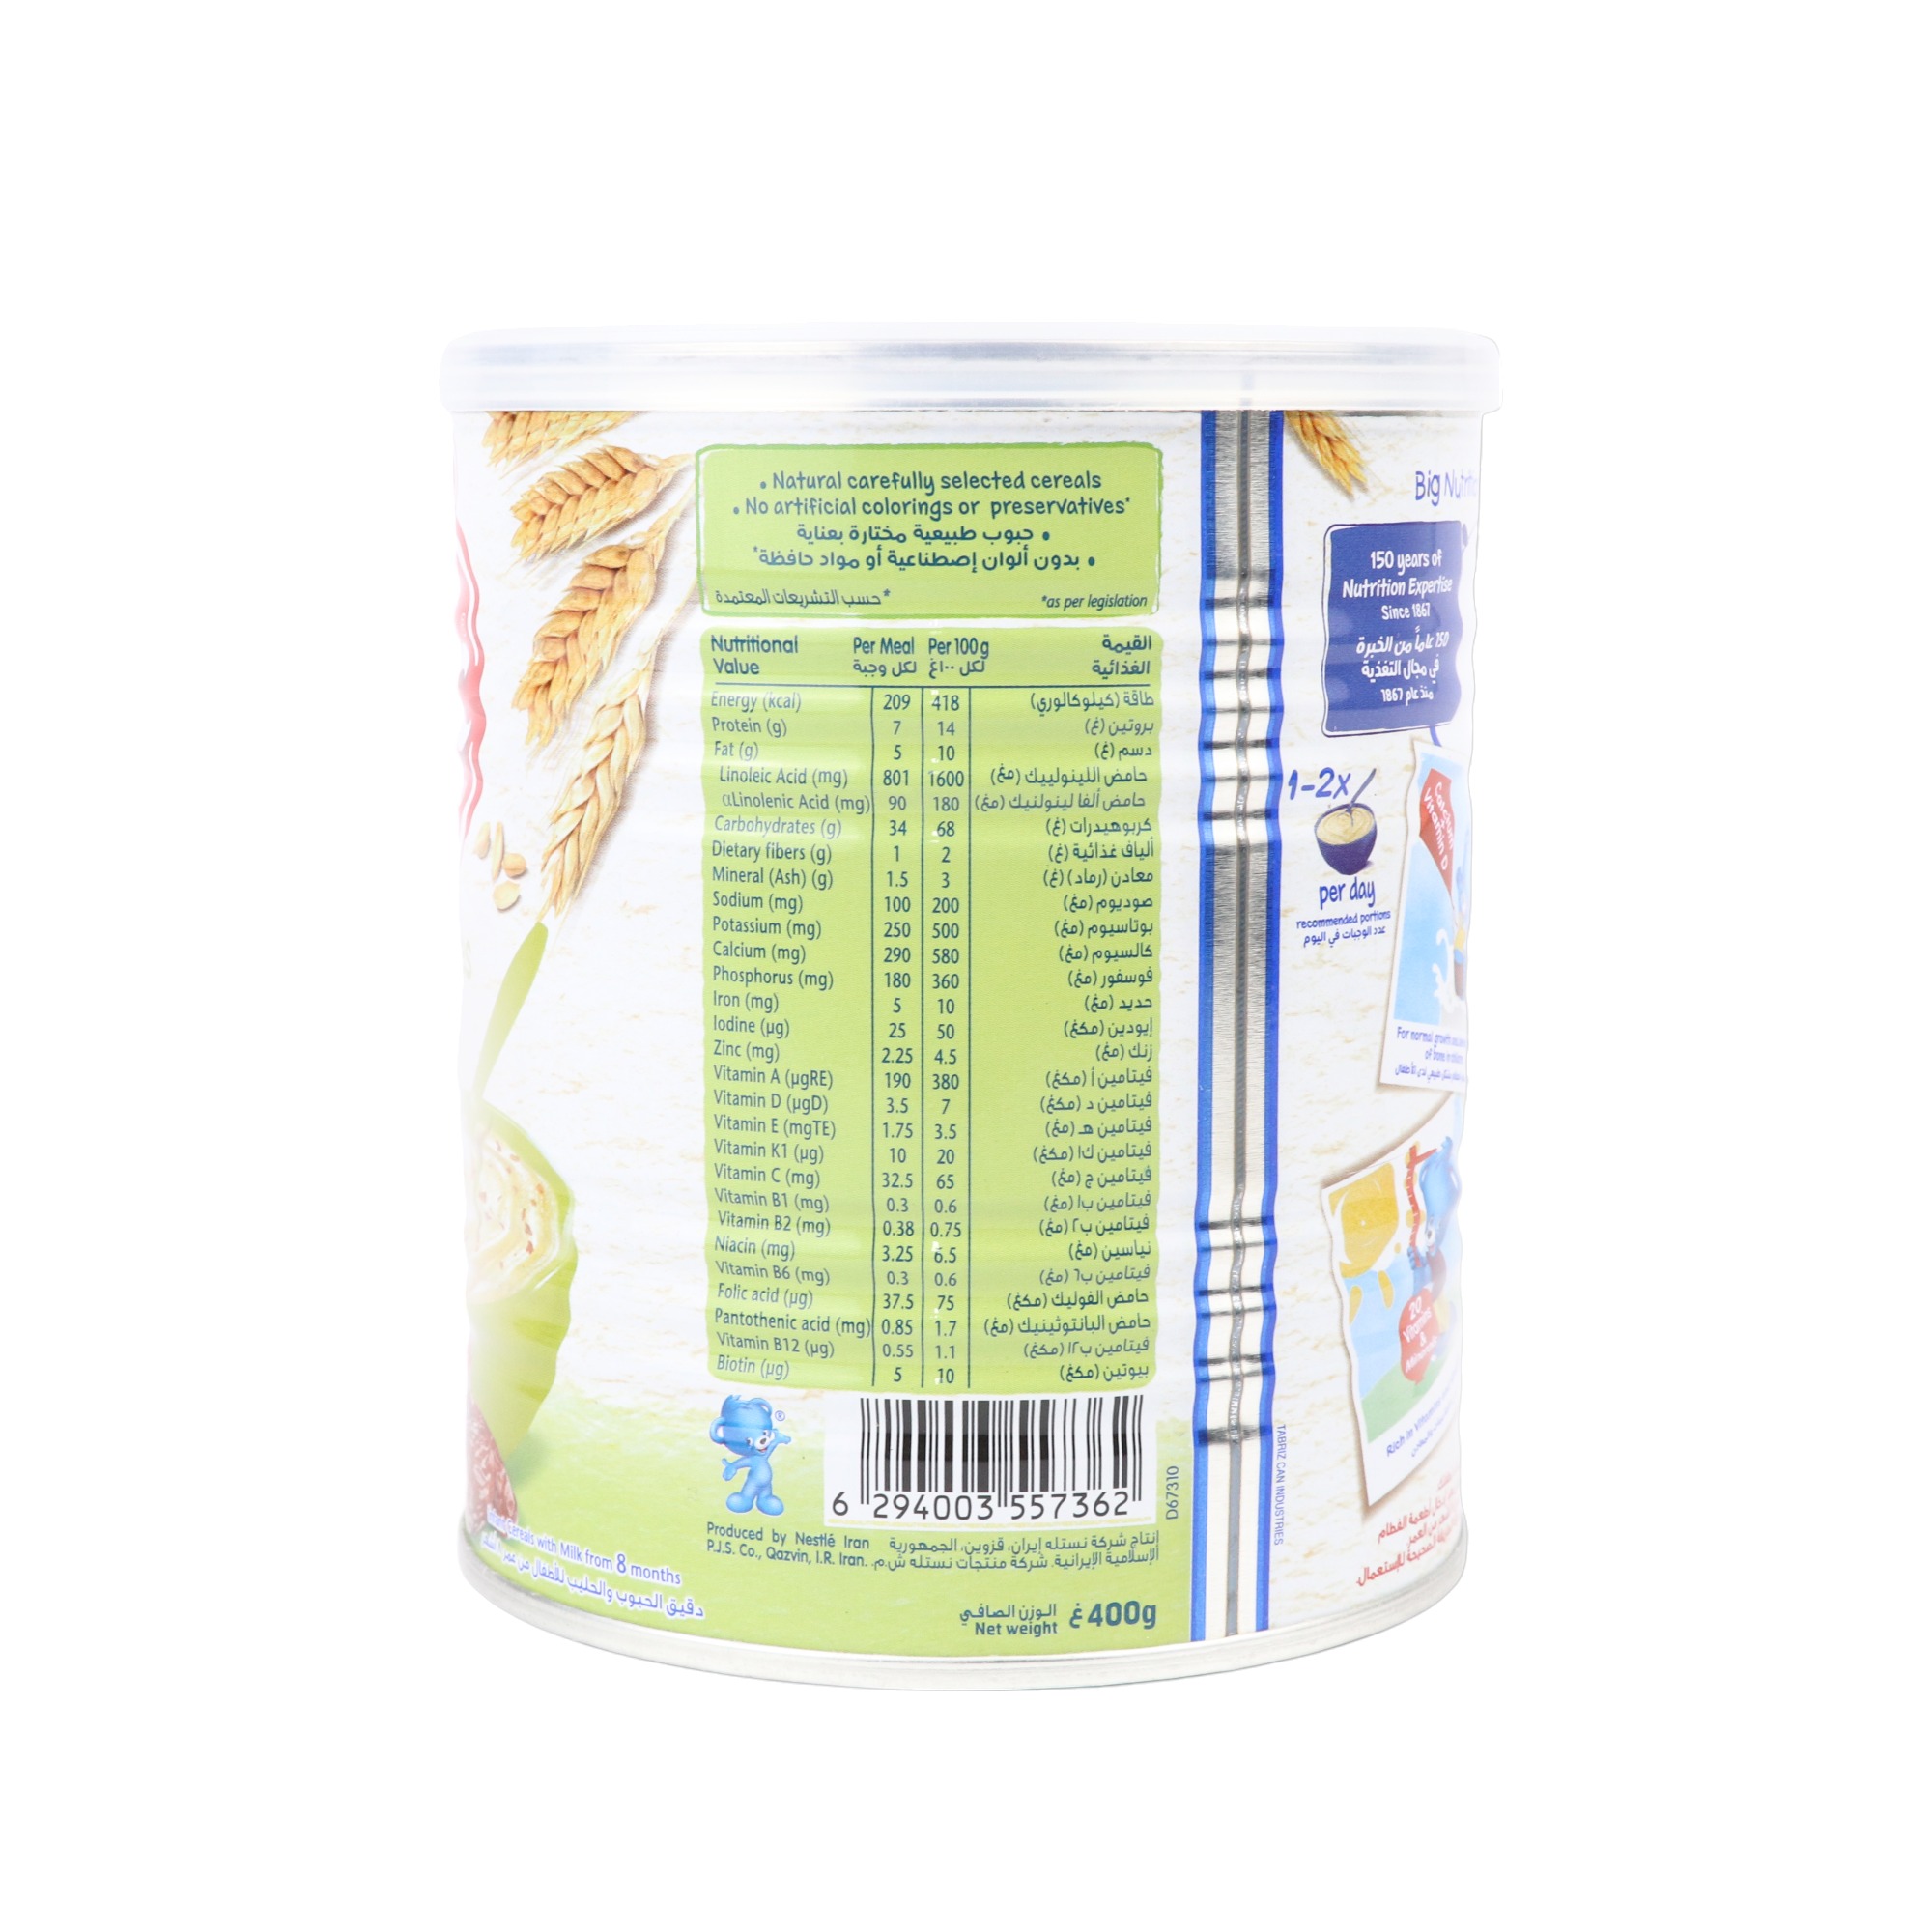 • Natural carefully selected cereals
• No artificial colorings or preservatives*
• حبوب طبيعية مختارة بعناية
• بدون ألوان إصطناعية أو مواد حافظة*
*as per legislation *حسب التشريعات المعتمدة
Nutritional Value Per Meal لكل وجبة Per 100 g لكل ١٠٠غ القيمة الغذائية
Energy (kcal) 209 418 طاقة (كيلوكالوري)
Protein (g) 7 14 بروتين (غ)
Fat (g) 5 10 دسم (غ)
Linoleic Acid (mg) 801 1600 حامض اللينولييك (مغ)
αLinolenic Acid (mg) 90 180 حامض ألفا لينولنيك (مغ)
Carbohydrates (g) 34 68 كربوهيدرات (غ)
Dietary fibers (g) 1 2 ألياف غذائية (غ)
Mineral (Ash) (g) 1.5 3 معادن (رماد) (غ)
Sodium (mg) 100 200 صوديوم (مغ)
Potassium (mg) 250 500 بوتاسيوم (مغ)
Calcium (mg) 290 580 كالسيوم (مغ)
Phosphorus (mg) 180 360 فوسفور (مغ)
Iron (mg) 5 10 حديد (مغ)
Iodine (µg) 25 50 إيودين (مكغ)
Zinc (mg) 2.25 4.5 زنك (مغ)
Vitamin A (µgRE) 190 380 فيتامين أ (مكغ)
Vitamin D (µgD) 3.5 7 فيتامين د (مكغ)
Vitamin E (mgTE) 1.75 3.5 فيتامين هـ (مغ)
Vitamin K1 (µg) 10 20 فيتامين ك١ (مكغ)
Vitamin C (mg) 32.5 65 فيتامين ج (مغ)
Vitamin B1 (mg) 0.3 0.6 فيتامين ب١ (مغ)
Vitamin B2 (mg) 0.38 0.75 فيتامين ب٢ (مغ)
Niacin (mg) 3.25 6.5 نياسين (مغ)
Vitamin B6 (mg) 0.3 0.6 فيتامين ب٦ (مغ)
Folic acid (µg) 37.5 75 حامض الفوليك (مكغ)
Pantothenic acid (mg) 0.85 1.7 حامض البانتوثينيك (مغ)
Vitamin B12 (µg) 0.55 1.1 فيتامين ب١٢ (مكغ)
Biotin (µg) 5 10 بيوتين (مكغ)
®
6 294003 557362
D67310
TABRIZ CAN INDUSTRIES
Produced by Nestlé Iran
P.J.S. Co., Qazvin, I.R. Iran.
إنتاج شركة نستله إيران، قزوين، الجمهورية
الإسلامية الإيرانية. شركة منتجات نستله ش.م.
الوزن الصافي
Net weight
400g غ
Cereals with Milk from 8 months
دقيق الحبوب والحليب للأطفال من عمر ٨ أشهر
Big
150 years of
Nutrition Expertise
Since 1867
150 عاماً من الخبرة
في مجال التغذية
منذ عام 1867
1-2x
per day
recommended portions
عدد الوجبات في اليوم
Calcium
Vitamin D
For normal growth
20
Vitamins
&
Rich in
أطعمة الفطام